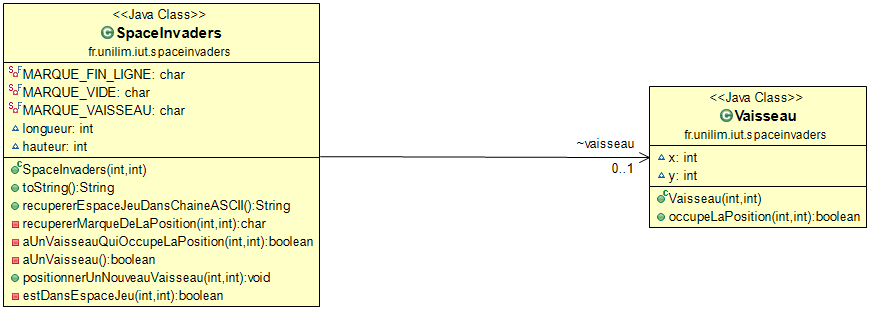 <<Java Class>>
SpaceInvaders
fr.unilim.iut.spaceinvaders
MARQUE_FIN_LIGNE: char
MARQUE_VIDE: char
MARQUE_VAISSEAU: char
longueur: int
hauteur: int
SpaceInvaders(int,int)
toString():String
recupererEspaceJeuDansChaineASCII():String
recupererMarqueDeLaPosition(int,int):char
aUnVaisseauQuiOccupeLaPosition(int,int):boolean
aUnVaisseau():boolean
positionnerUnNouveauVaisseau(int,int):void
estDansEspaceJeu(int,int):boolean
~vaisseau
0..1
<<Java Class>>
Vaisseau
fr.unilim.iut.spaceinvaders
x: int
y: int
Vaisseau(int,int)
occupeLaPosition(int,int):boolean